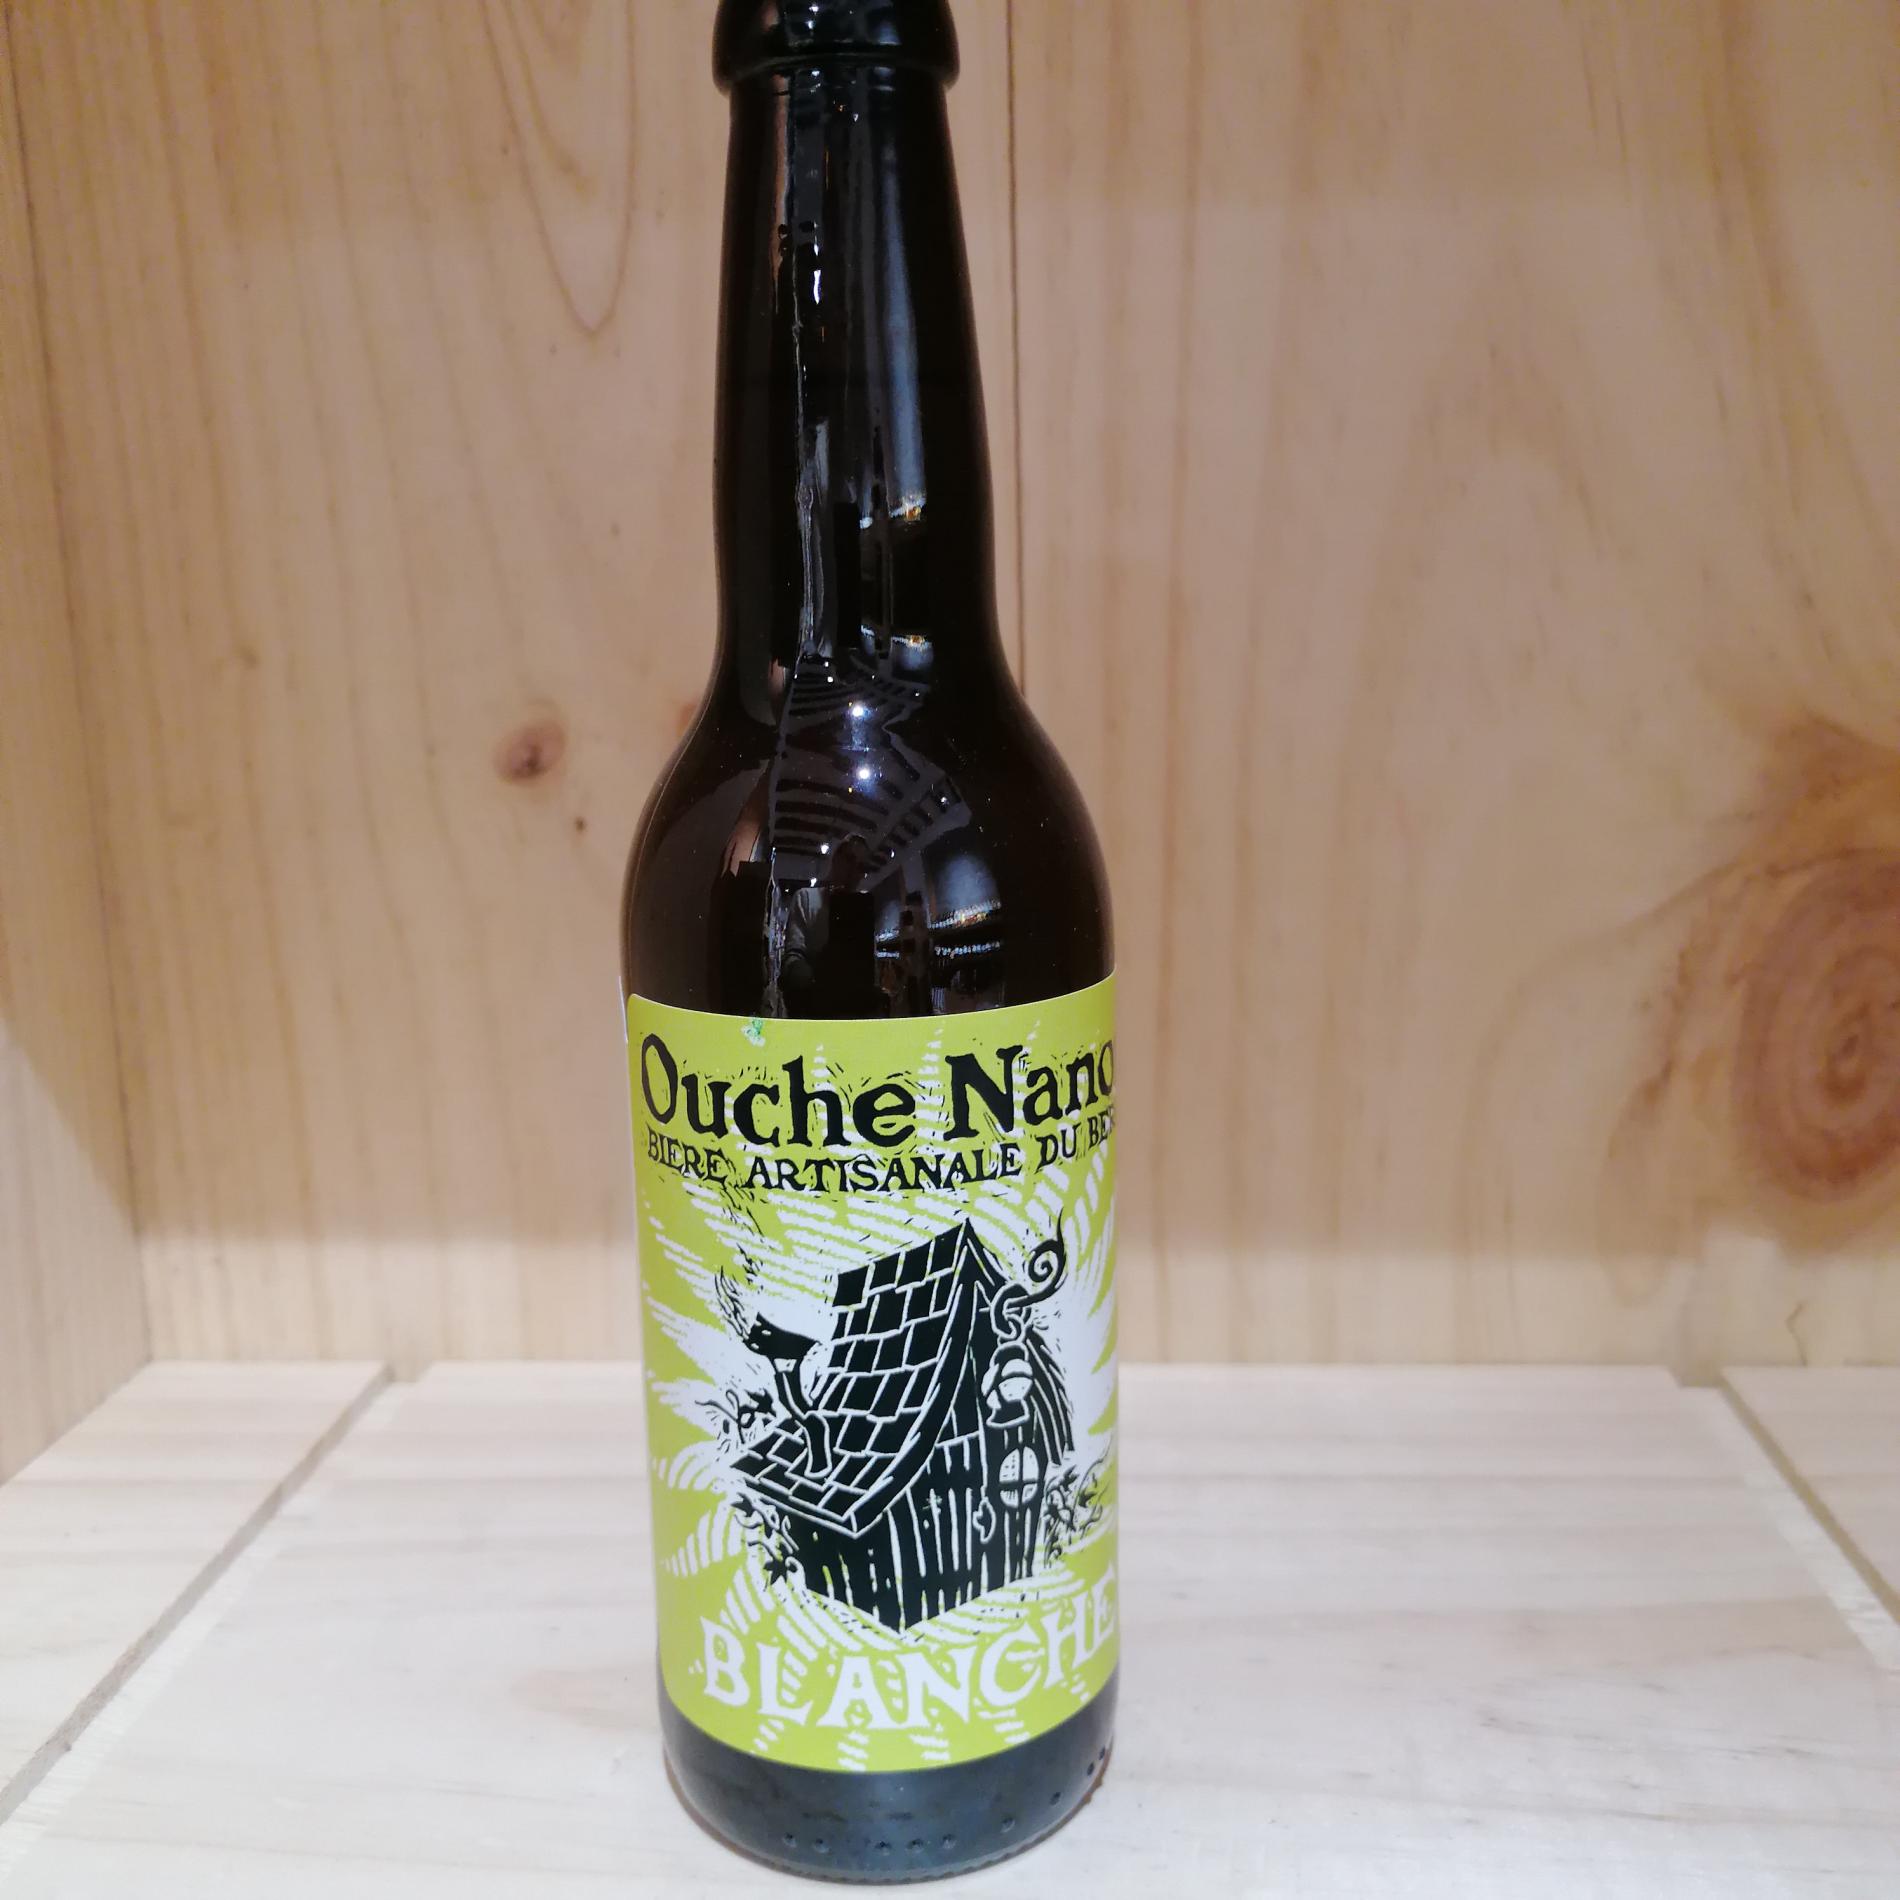 Ouche Nano
BIERE ARTISANALE DU
BLANCHE